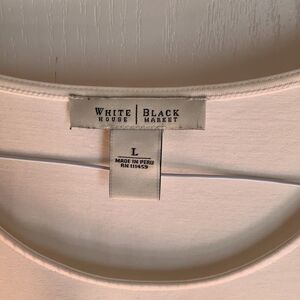 WHITE | BLACK
HOUSE | MARKET
L
MADE IN PERU
RN 111459